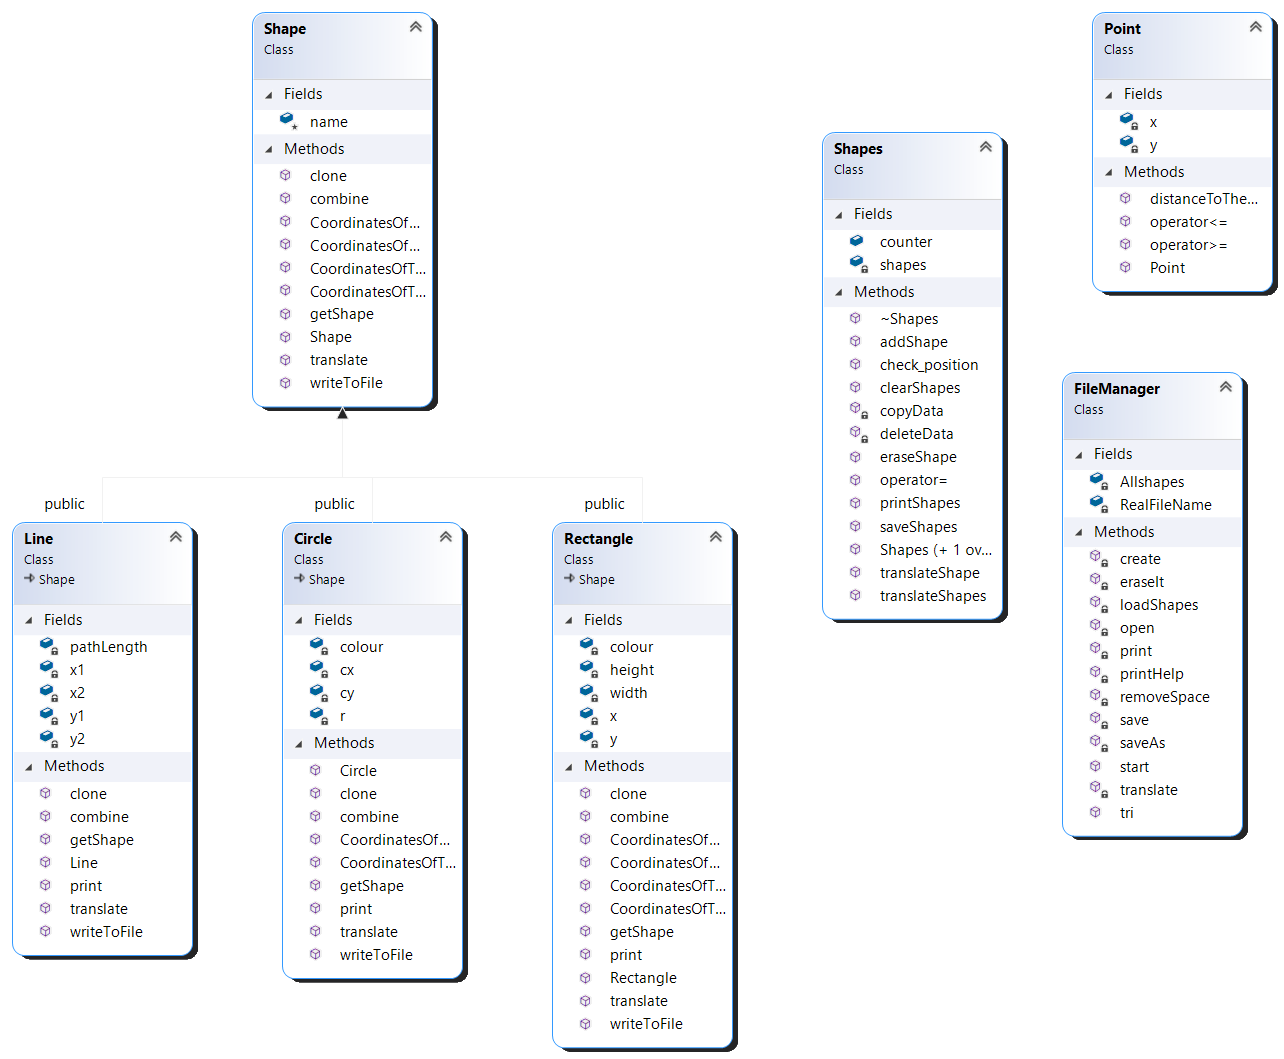 Shape
Class
Fields
name
Methods
clone
combine
CoordinatesOf...
CoordinatesOf...
CoordinatesOfT...
CoordinatesOfT...
getShape
Shape
translate
writeToFile
Shapes
Class
Fields
counter
shapes
Methods
~Shapes
addShape
check_position
clearShapes
copyData
deleteData
eraseShape
operator=
printShapes
saveShapes
Shapes (+ 1 ov...
translateShape
translateShapes
Point
Class
Fields
x
y
Methods
distanceToThe...
operator<=
operator>=
Point
FileManager
Class
Fields
Allshapes
RealFileName
Methods
create
eraseIt
loadShapes
open
print
printHelp
removeSpace
save
saveAs
start
translate
tri
public
Line
Class
Shape
Fields
pathLength
x1
x2
y1
y2
Methods
clone
combine
getShape
Line
print
translate
writeToFile
public
Circle
Class
Shape
Fields
colour
cx
cy
r
Methods
Circle
clone
combine
CoordinatesOf...
CoordinatesOfT...
getShape
print
translate
writeToFile
public
Rectangle
Class
Shape
Fields
colour
height
width
x
y
Methods
clone
combine
CoordinatesOf...
CoordinatesOf...
CoordinatesOfT...
CoordinatesOfT...
getShape
print
Rectangle
translate
writeToFile